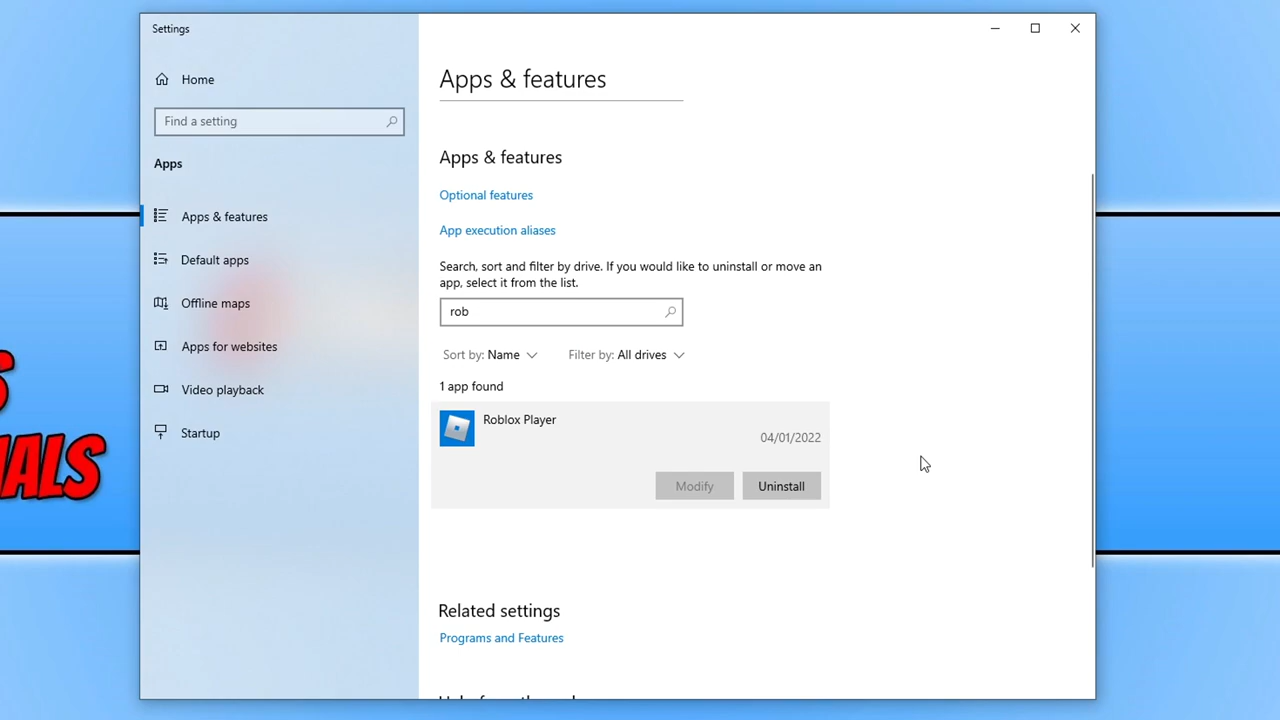 Settings
Home
Find a setting
Apps
Apps & features
Default apps
Offline maps
Apps for websites
Video playback
Startup
Apps & features
Apps & features
Optional features
App execution aliases
Search, sort and filter by drive. If you would like to uninstall or move an
app, select it from the list.
rob
Sort by: Name
Filter by: All drives
1 app found
Roblox Player
04/01/2022
Modify
Uninstall
Related settings
Programs and Features